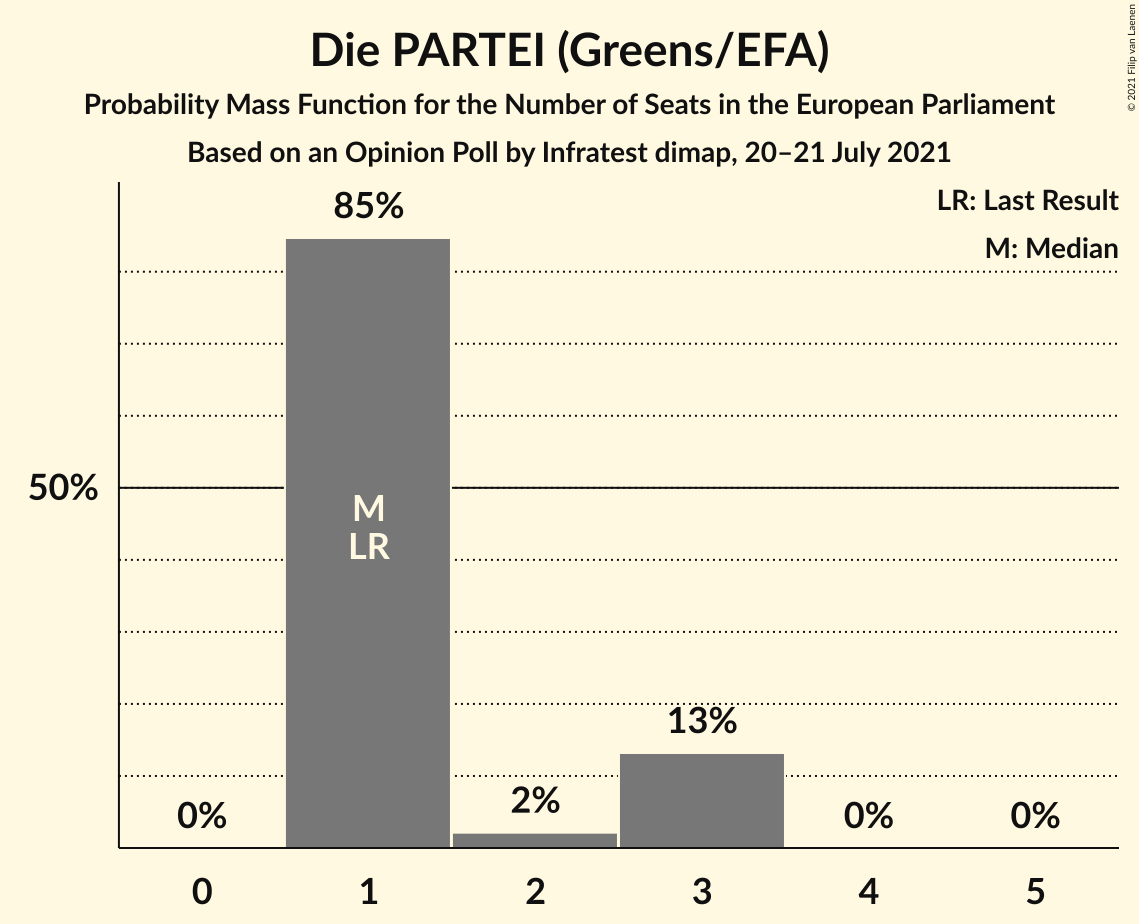 Die PARTEI (Greens/EFA)
Probability Mass Function for the Number of Seats in the European Parliament
Based on an Opinion Poll by Infratest dimap, 20–21 July 2021
© 2021 Filip van Laenen
LR: Last Result
M: Median
85%
50%
M
LR
13%
2%
0%
0%
0%
0
1
2
3
4
5